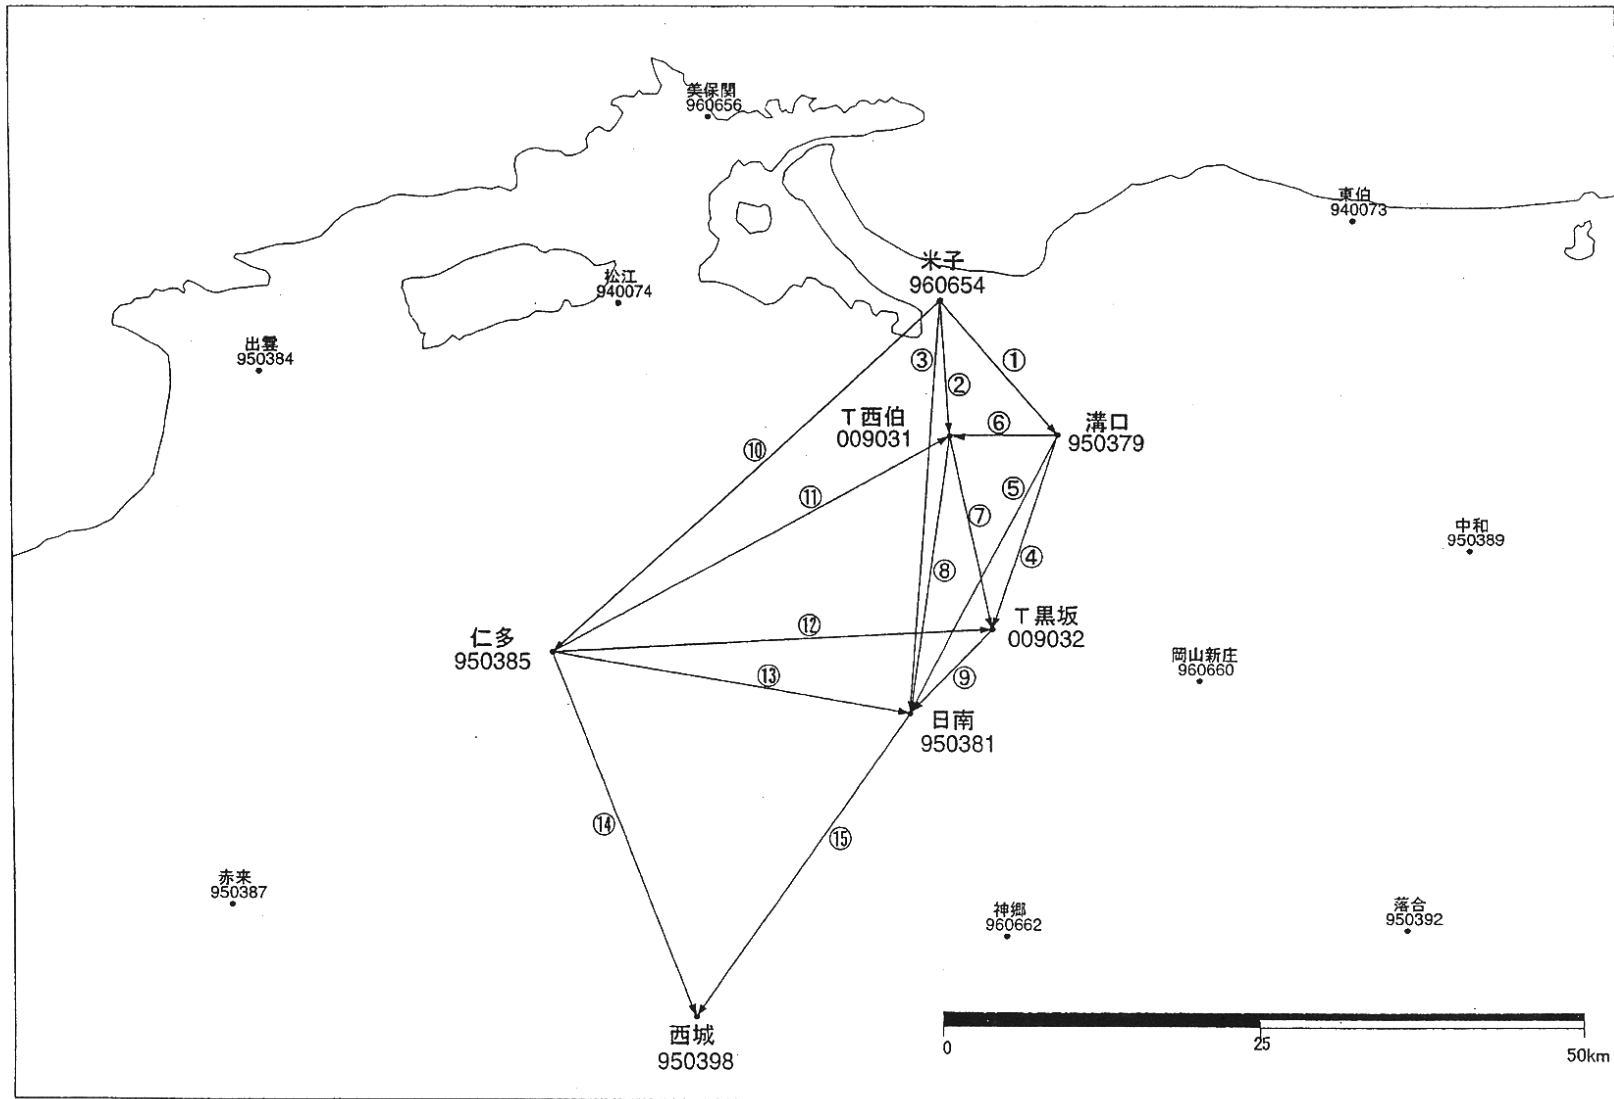 美保関
960656
東伯
940073
米子
960654
松江
940074
出雲
950384
③
①
②
T西伯
009031
⑥
溝口
950379
⑩
⑪
⑤
⑦
中和
950389
④
⑧
⑫
T黒坂
009032
仁多
950385
岡山新庄
960660
⑬
⑨
日南
950381
⑭
⑮
赤来
950387
神郷
960662
落合
950392
西城
950398
0
25
50km